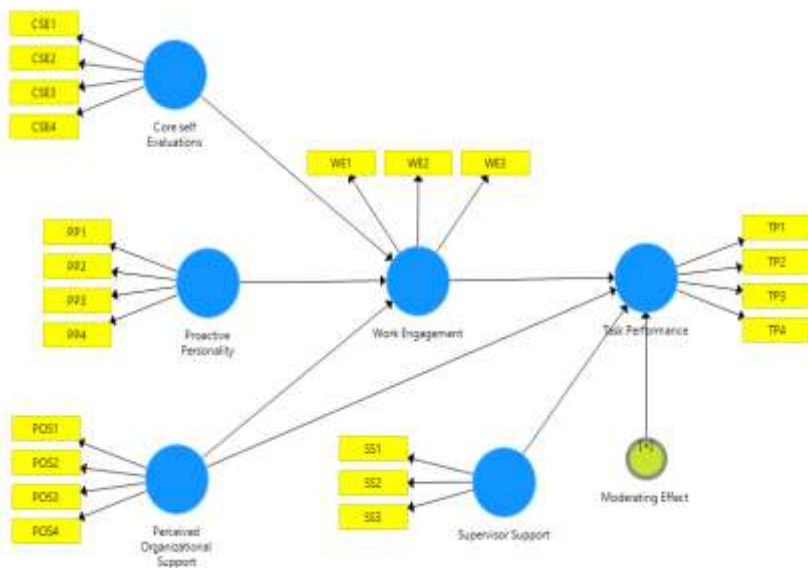 CSE1
CSE2
CSE3
CSE4
Core self
Evaluations
WE1
WE2
WE3
PP1
PP2
PP3
PP4
Proactive
Personality
Work Engagement
TP1
TP2
TP3
TP4
Task Performance
POS1
POS2
POS3
POS4
Perceived
Organizational
Support
SS1
SS2
SS3
Supervisor Support
Moderating Effect